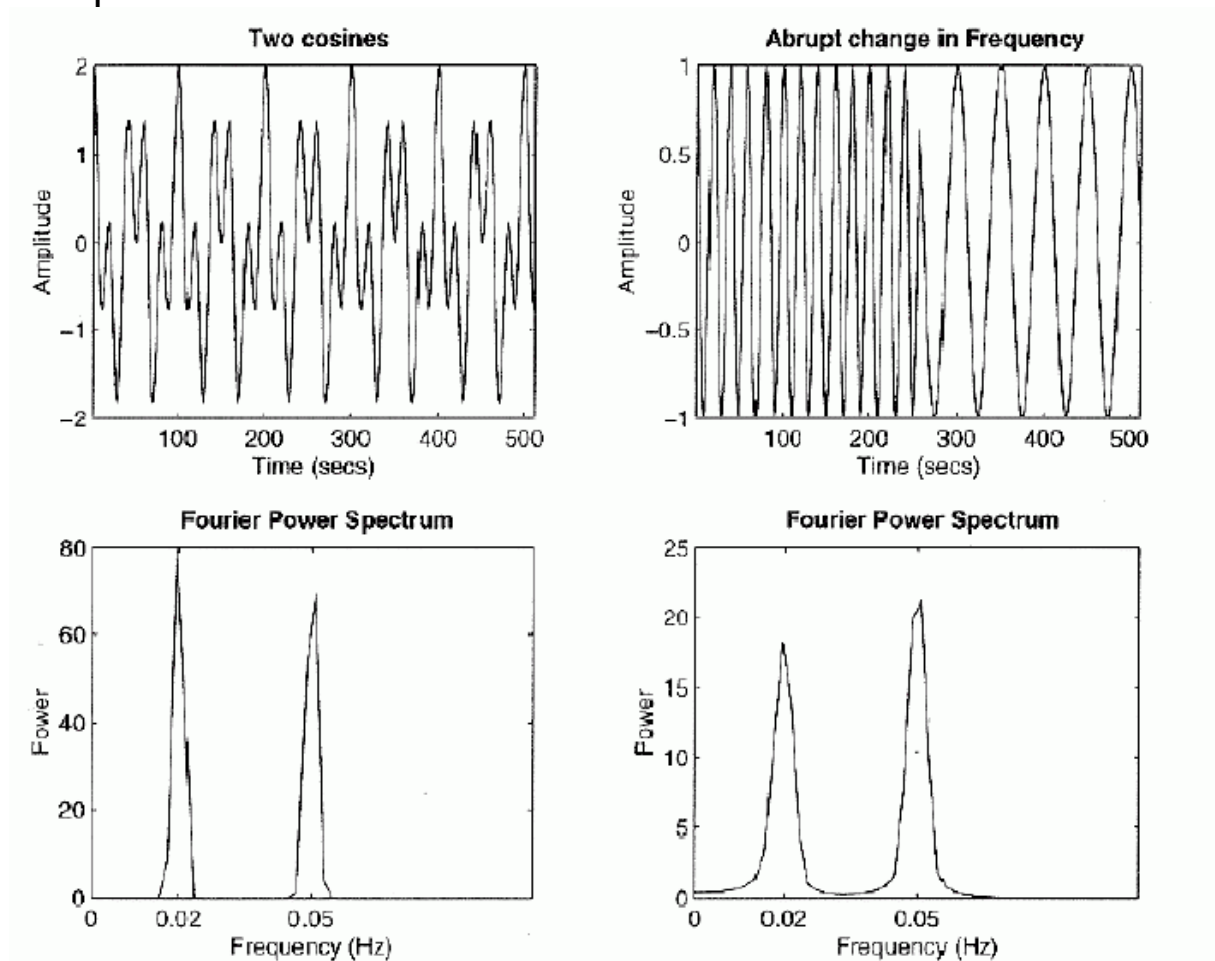 Two cosines
2
1
0
−1
−2
Amplitude
100 200 300 400 500
Time (secs)
Abrupt change in Frequency
1
0.5
0
−0.5
−1
Amplitude
100 200 300 400 500
Time (secs)
Fourier Power Spectrum
80
60
40
20
0
Power
0 0.02 0.05
Frequency (Hz)
Fourier Power Spectrum
25
20
15
10
5
0
Power
0 0.02 0.05
Frequency (Hz)